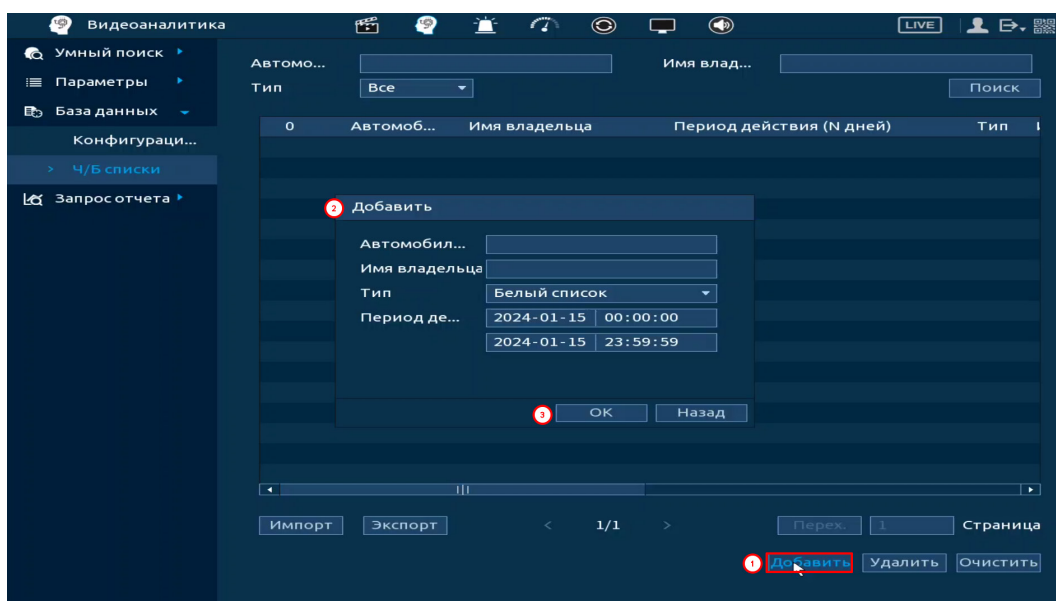 Видеоаналитика LIVE
Умный поиск
Параметры
База данных
Конфигураци...
> Ч/Б списки
Запрос отчета
Автомо... Имя влад...
Тип Все Поиск
0 Автомоб... Имя владельца Период действия (N дней) Тип
2 Добавить
Автомобил...
Имя владельца
Тип Белый список
Период де... 2024-01-15 00:00:00
2024-01-15 23:59:59
3 OK Назад
Импорт Экспорт < 1/1 > Перех. 1 Страница
1 Добавить Удалить Очистить